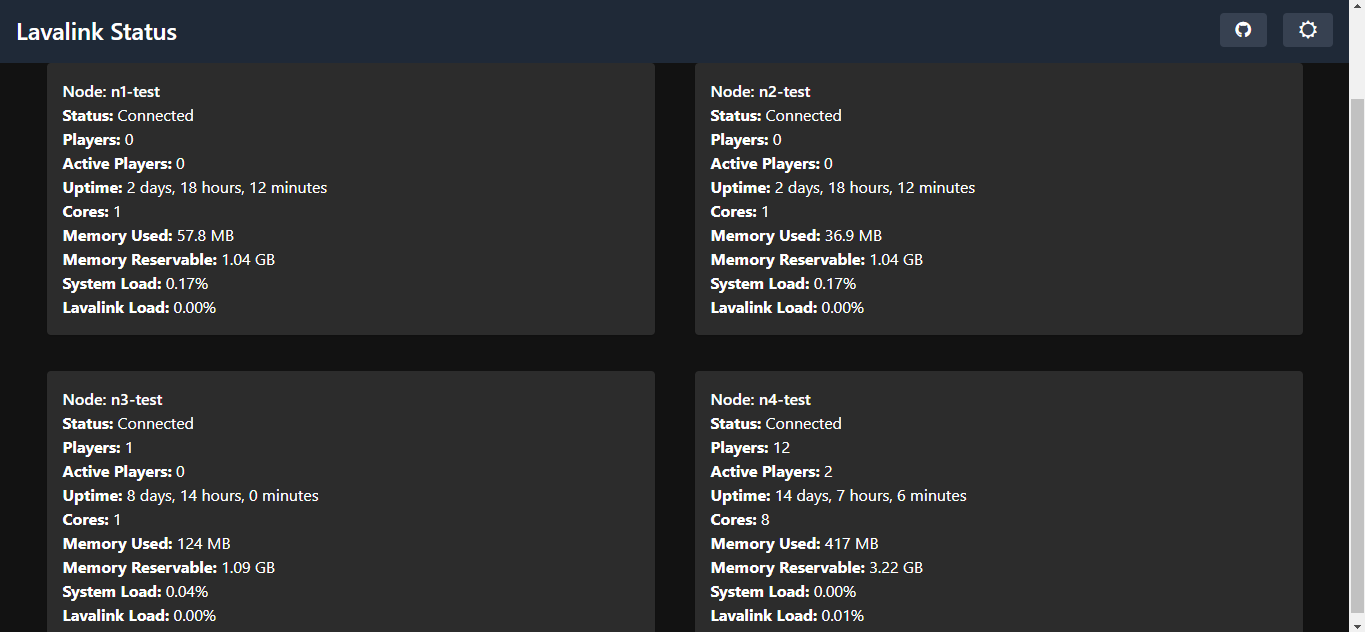 Lavalink Status
Node: n1-test
Status: Connected
Players: 0
Active Players: 0
Uptime: 2 days, 18 hours, 12 minutes
Cores: 1
Memory Used: 57.8 MB
Memory Reservable: 1.04 GB
System Load: 0.17%
Lavalink Load: 0.00%
Node: n2-test
Status: Connected
Players: 0
Active Players: 0
Uptime: 2 days, 18 hours, 12 minutes
Cores: 1
Memory Used: 36.9 MB
Memory Reservable: 1.04 GB
System Load: 0.17%
Lavalink Load: 0.00%
Node: n3-test
Status: Connected
Players: 1
Active Players: 0
Uptime: 8 days, 14 hours, 0 minutes
Cores: 1
Memory Used: 124 MB
Memory Reservable: 1.09 GB
System Load: 0.04%
Lavalink Load: 0.00%
Node: n4-test
Status: Connected
Players: 12
Active Players: 2
Uptime: 14 days, 7 hours, 6 minutes
Cores: 8
Memory Used: 417 MB
Memory Reservable: 3.22 GB
System Load: 0.00%
Lavalink Load: 0.01%